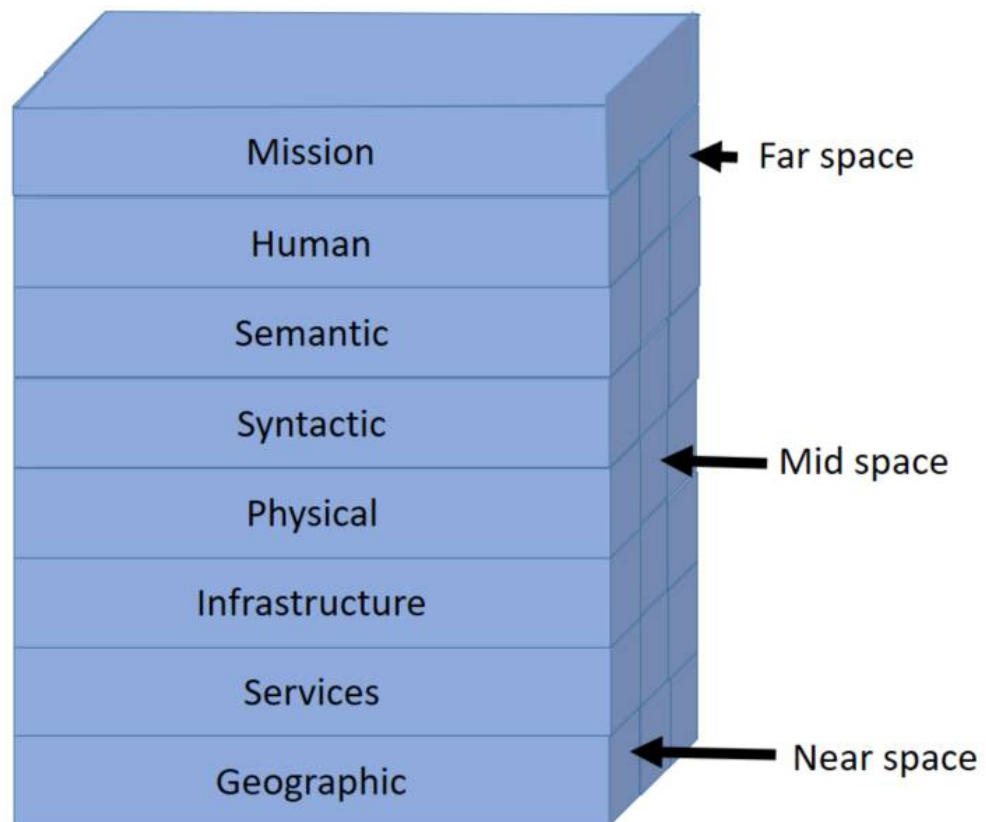 Mission
Far space
Human
Semantic
Syntactic
Mid space
Physical
Infrastructure
Services
Near space
Geographic